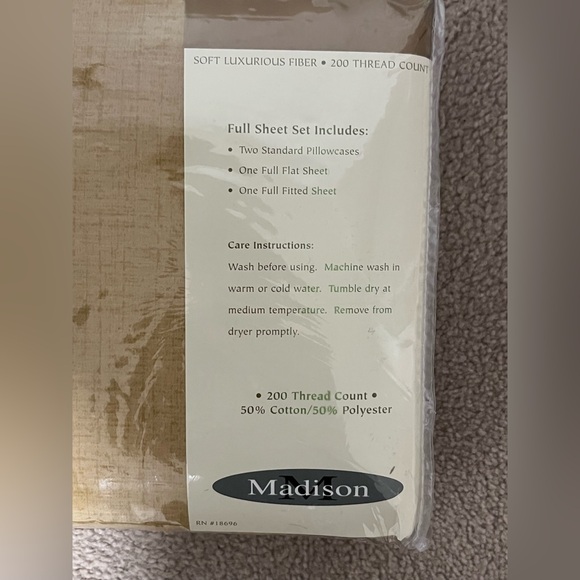 SOFT LUXURIOUS FIBER • 200 THREAD COUNT
Full Sheet Set Includes:
• Two Standard Pillowcases
• One Full Flat Sheet
• One Full Fitted Sheet
Care Instructions:
Wash before using. Machine wash in
warm or cold water. Tumble dry at
medium temperature. Remove from
dryer promptly.
• 200 Thread Count •
50% Cotton/50% Polyester
M
Madison
RN #18696